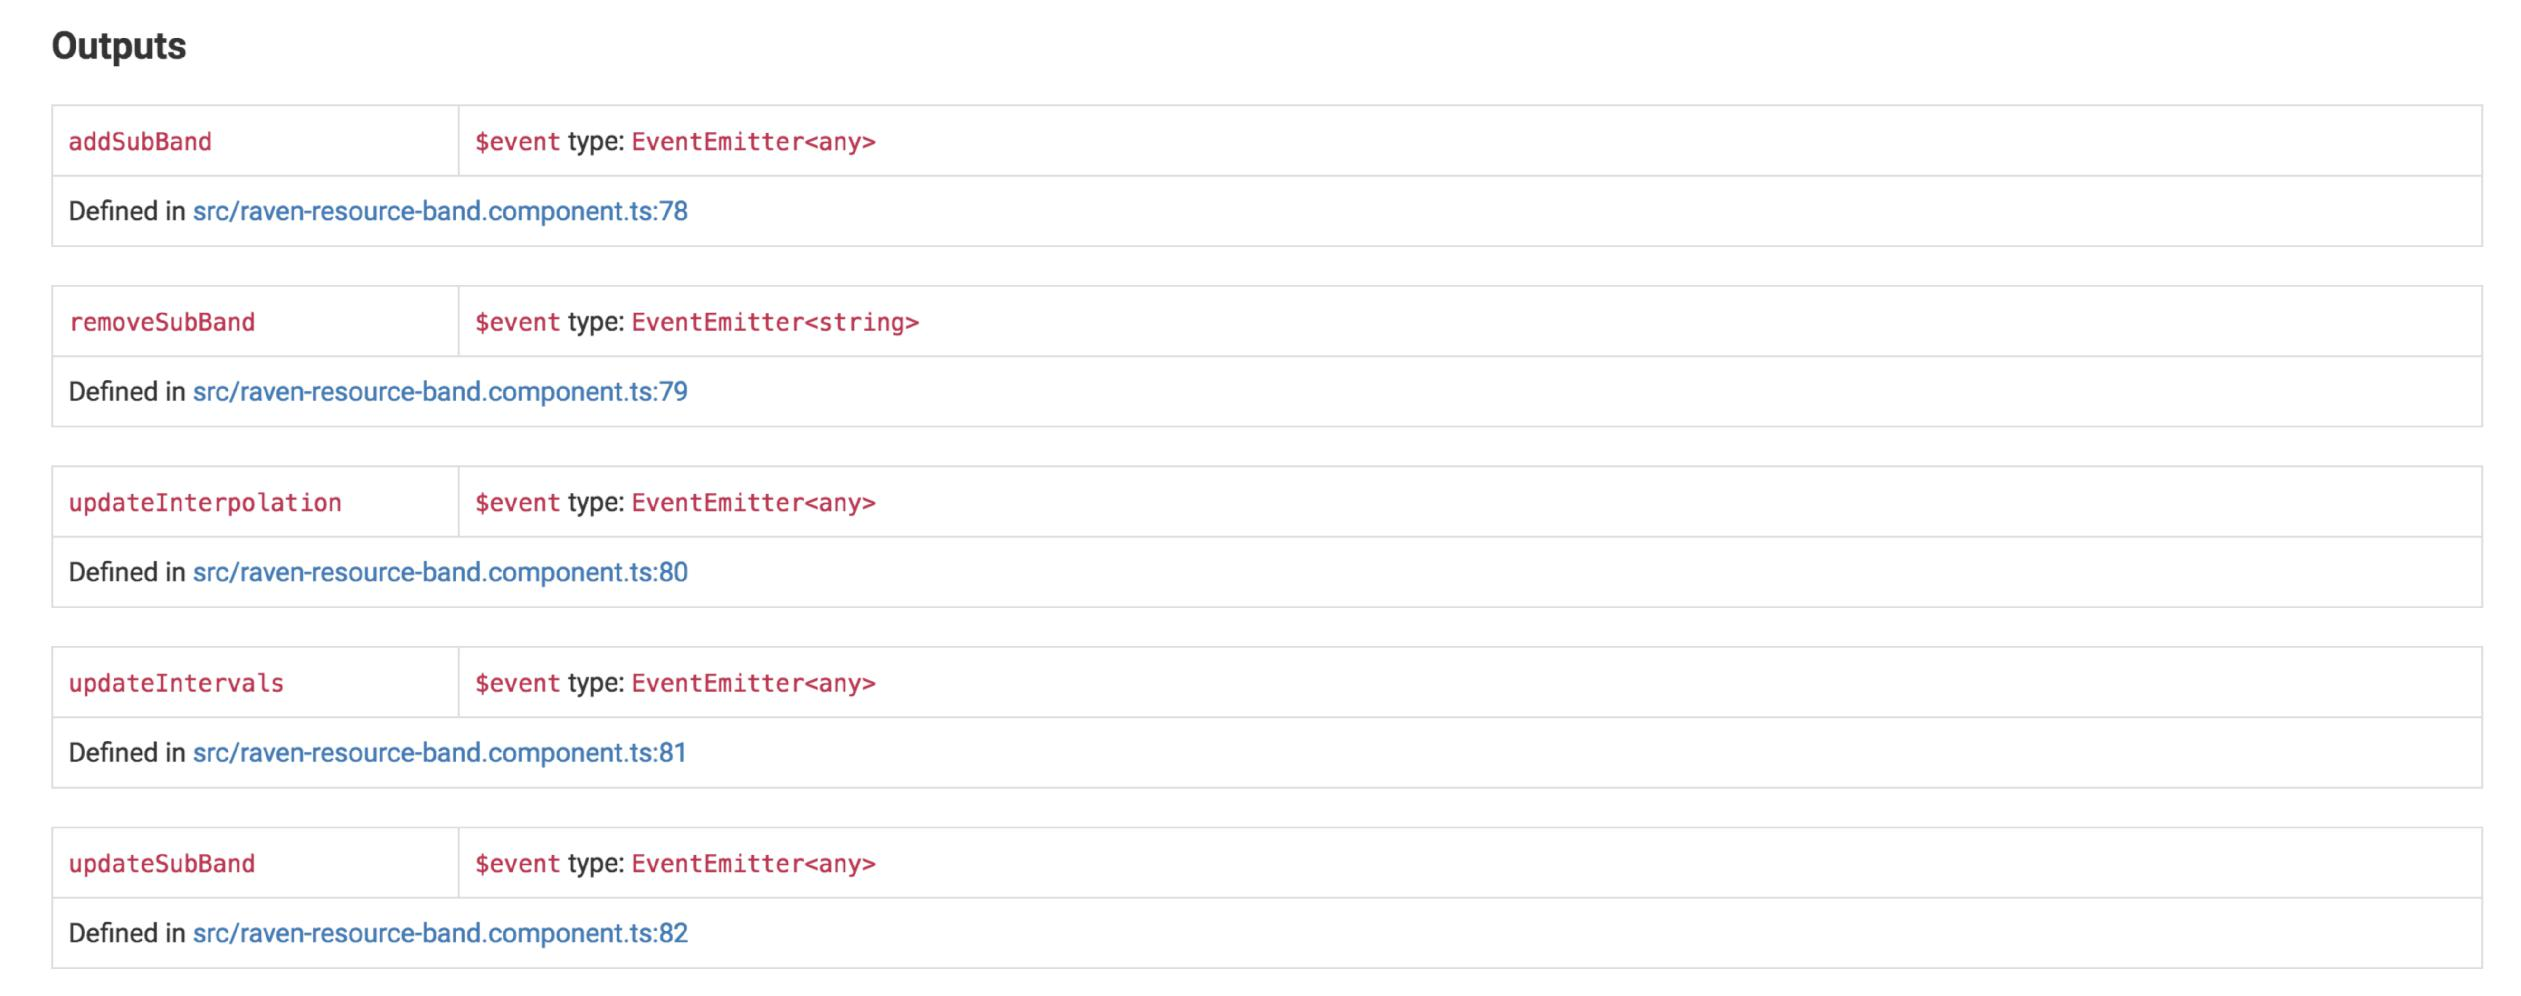 Outputs
addSubBand $event type: EventEmitter<any>
Defined in src/raven-resource-band.component.ts:78
removeSubBand $event type: EventEmitter<string>
Defined in src/raven-resource-band.component.ts:79
updateInterpolation $event type: EventEmitter<any>
Defined in src/raven-resource-band.component.ts:80
updateIntervals $event type: EventEmitter<any>
Defined in src/raven-resource-band.component.ts:81
updateSubBand $event type: EventEmitter<any>
Defined in src/raven-resource-band.component.ts:82